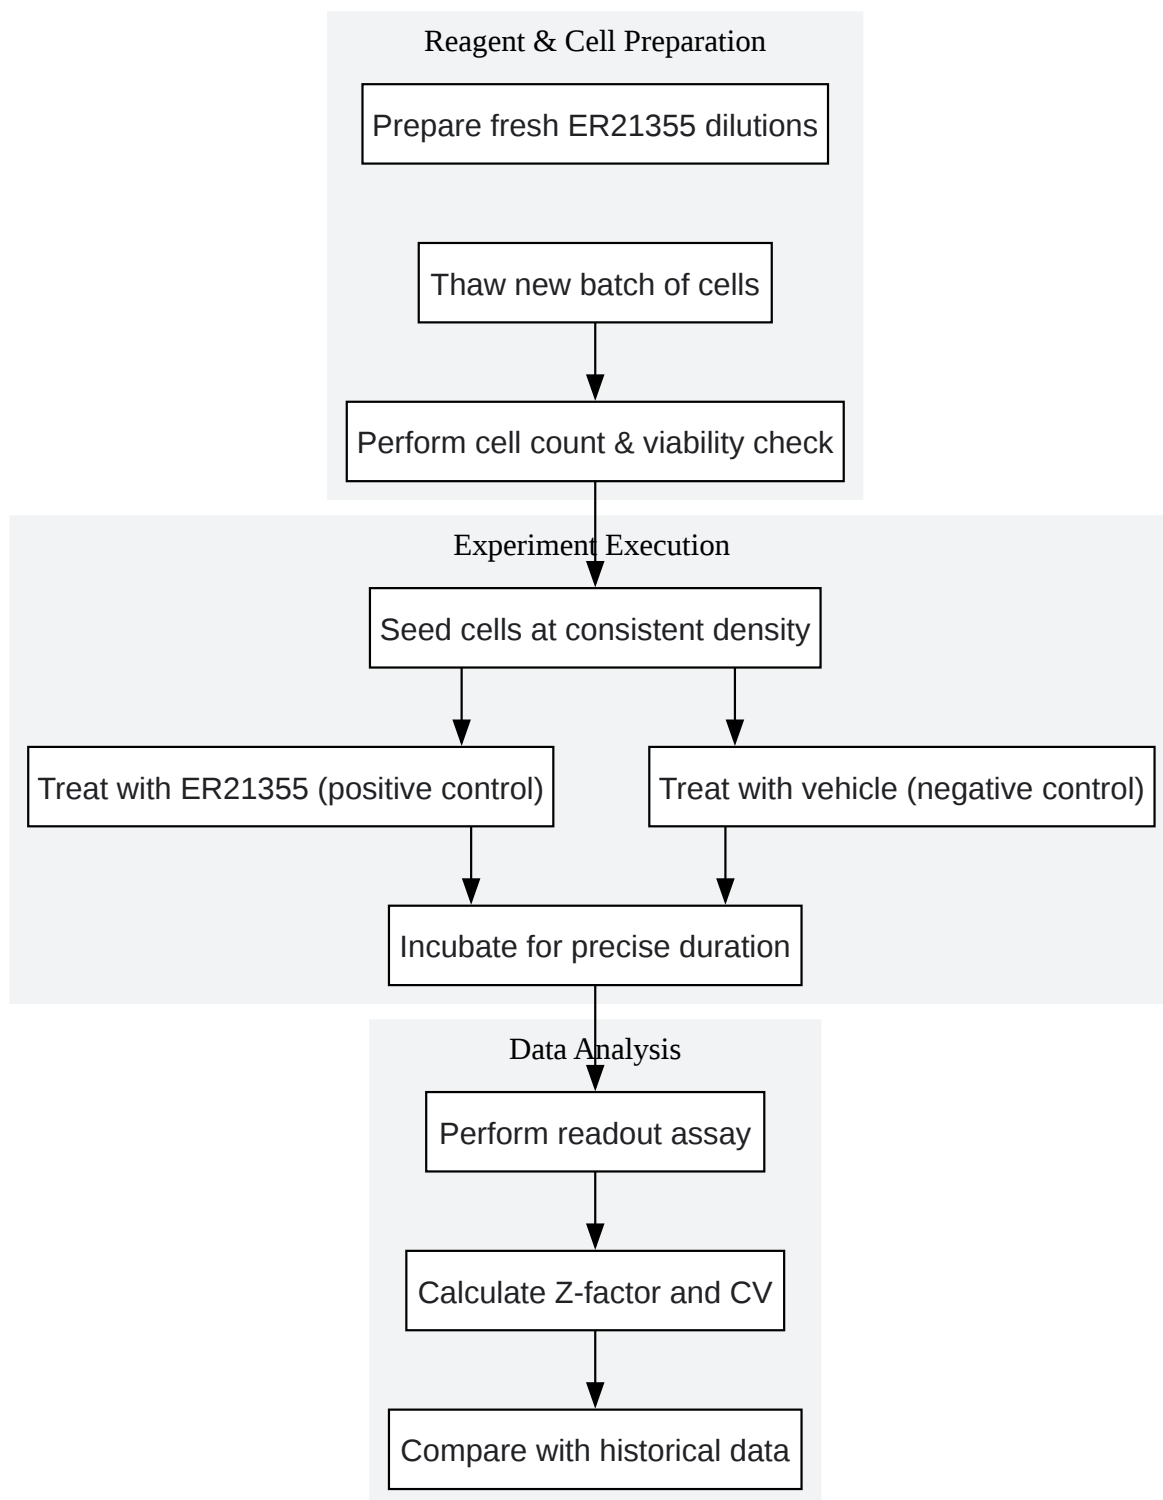 Reagent & Cell Preparation
Prepare fresh ER21355 dilutions
Thaw new batch of cells
Perform cell count & viability check
Experiment Execution
Seed cells at consistent density
Treat with ER21355 (positive control)
Treat with vehicle (negative control)
Incubate for precise duration
Data Analysis
Perform readout assay
Calculate Z-factor and CV
Compare with historical data